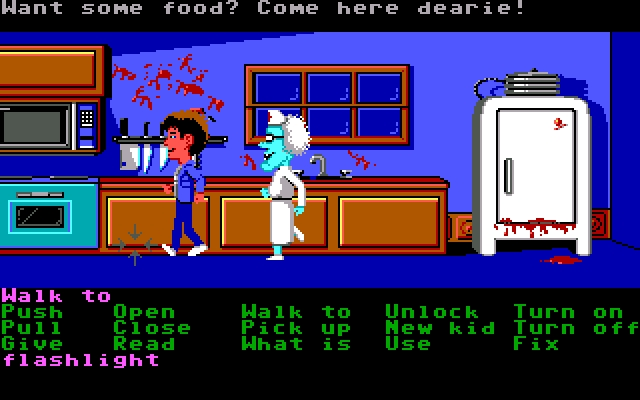 Want some food? Come here dearie!
Walk to
Push Open Walk to Unlock Turn on
Pull Close Pick up New kid Turn off
Give Read What is Use Fix
flashlight